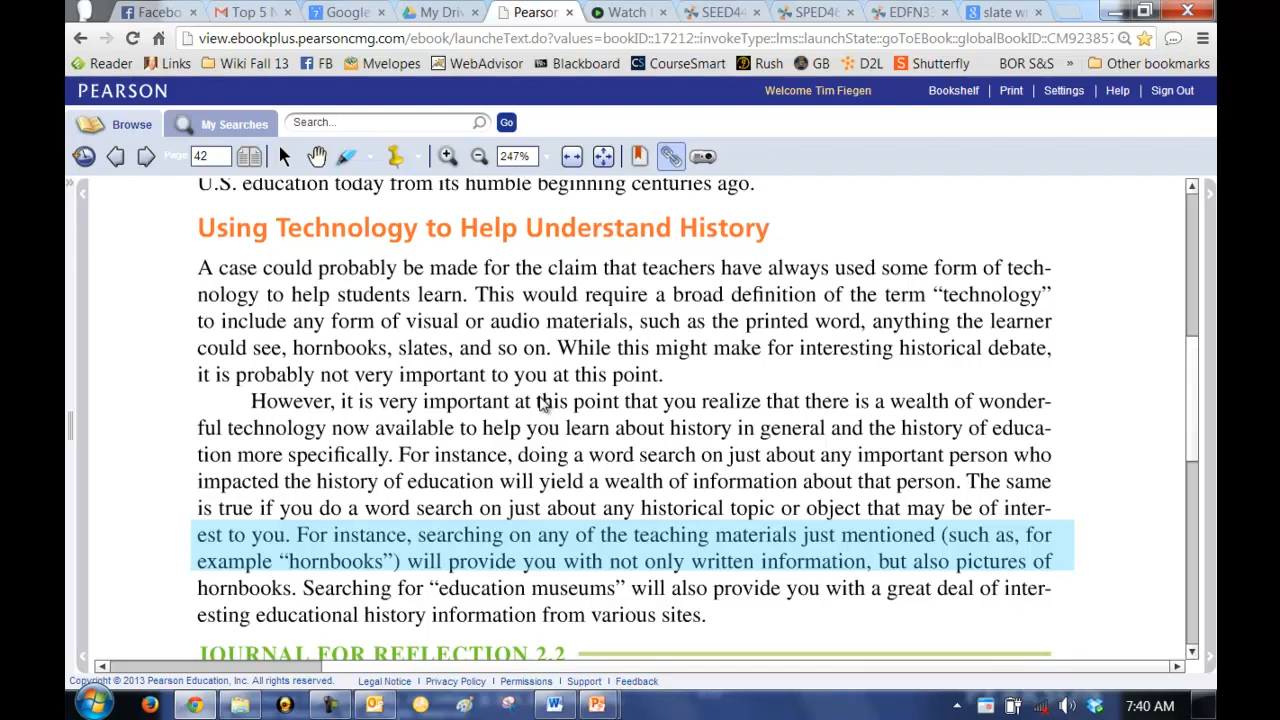 Facebo
Top 5 N
Google
My Driv
Pearson
Watch
SEED44
SPED46
EDFN33
slate w
view.ebookplus.pearsoncmg.com/ebook/launcheText.do?values=bookID::17212::invokeType::lms::launchState::goToEBook::globalBookID::CM923857
Reader Links Wiki Fall 13 FB Mvelopes WebAdvisor Blackboard CourseSmart Rush GB D2L Shutterfly BOR S&S » Other bookmarks
PEARSON Welcome Tim Fiegen Bookshelf | Print | Settings | Help | Sign Out
Browse My Searches Search... Go
Page 42 247%
U.S. education today from its humble beginning centuries ago.
Using Technology to Help Understand History
A case could probably be made for the claim that teachers have always used some form of tech-
nology to help students learn. This would require a broad definition of the term “technology”
to include any form of visual or audio materials, such as the printed word, anything the learner
could see, hornbooks, slates, and so on. While this might make for interesting historical debate,
it is probably not very important to you at this point.
However, it is very important at this point that you realize that there is a wealth of wonder-
ful technology now available to help you learn about history in general and the history of educa-
tion more specifically. For instance, doing a word search on just about any important person who
impacted the history of education will yield a wealth of information about that person. The same
is true if you do a word search on just about any historical topic or object that may be of inter-
est to you. For instance, searching on any of the teaching materials just mentioned (such as, for
example “hornbooks”) will provide you with not only written information, but also pictures of
hornbooks. Searching for “education museums” will also provide you with a great deal of inter-
esting educational history information from various sites.
JOURNAL FOR REFLECTION 2.2
Copyright © 2013 Pearson Education, Inc. All rights reserved. Legal Notice | Privacy Policy | Permissions | Support | Feedback
7:40 AM